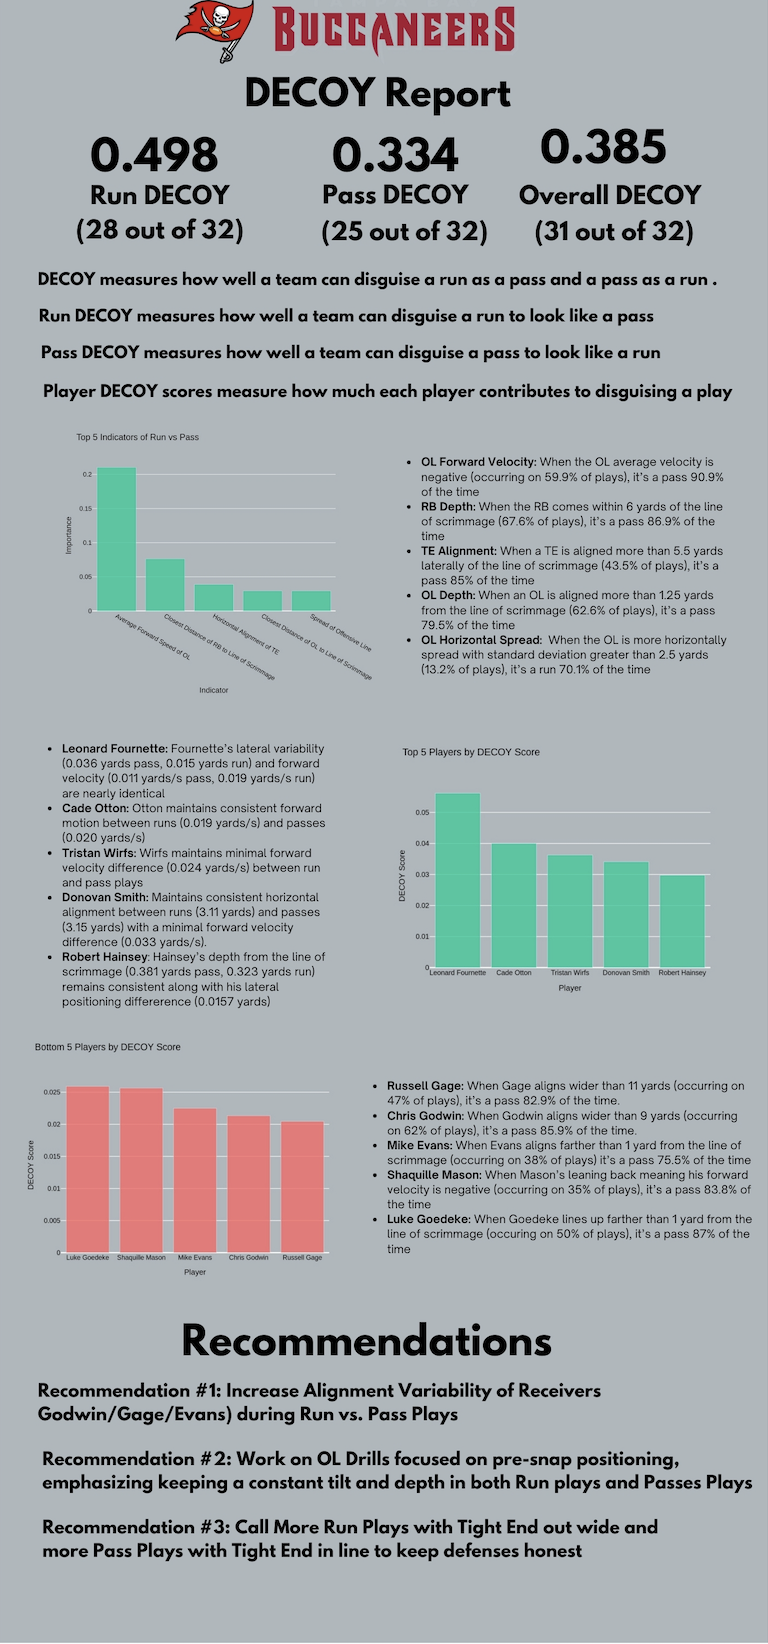 BUCCANEERS
DECOY Report
0.498
Run DECOY
(28 out of 32)
0.334
Pass DECOY
(25 out of 32)
0.385
Overall DECOY
(31 out of 32)
DECOY measures how well a team can disguise a run as a pass and a pass as a run .
Run DECOY measures how well a team can disguise a run to look like a pass
Pass DECOY measures how well a team can disguise a pass to look like a run
Player DECOY scores measure how much each player contributes to disguising a play
Top 5 Indicators of Run vs Pass
0.2
0.15
0.1
0.05
0
Importance
Average Forward Speed of OL
Closest Distance of RB to Line of Scrimmage
Horizontal Alignment of TE
Closest Distance of OL to Line of Scrimmage
Spread of Offensive Line
Indicator
• OL Forward Velocity: When the OL average velocity is
negative (occurring on 59.9% of plays), it's a pass 90.9%
of the time
• RB Depth: When the RB comes within 6 yards of the line
of scrimmage (67.6% of plays), it's a pass 86.9% of the
time
• TE Alignment: When a TE is aligned more than 5.5 yards
laterally of the line of scrimmage (43.5% of plays), it's a
pass 85% of the time
• OL Depth: When an OL is aligned more than 1.25 yards
from the line of scrimmage (62.6% of plays), it's a pass
79.5% of the time
• OL Horizontal Spread: When the OL is more horizontally
spread with standard deviation greater than 2.5 yards
(13.2% of plays), it's a run 70.1% of the time
• Leonard Fournette: Fournette's lateral variability
(0.036 yards pass, 0.015 yards run) and forward
velocity (0.011 yards/s pass, 0.019 yards/s run)
are nearly identical
• Cade Otton: Otton maintains consistent forward
motion between runs (0.019 yards/s) and passes
(0.020 yards/s)
• Tristan Wirfs: Wirfs maintains minimal forward
velocity difference (0.024 yards/s) between run
and pass plays
• Donovan Smith: Maintains consistent horizontal
alignment between runs (3.11 yards) and passes
(3.15 yards) with a minimal forward velocity
difference (0.033 yards/s).
• Robert Hainsey: Hainsey's depth from the line of
scrimmage (0.381 yards pass, 0.323 yards run)
remains consistent along with his lateral
positioning differerence (0.0157 yards)
Top 5 Players by DECOY Score
0.05
0.04
0.03
0.02
0.01
0
DECOY Score
Leonard Fournette Cade Otton Tristan Wirfs Donovan Smith Robert Hainsey
Player
Bottom 5 Players by DECOY Score
0.025
0.02
0.015
0.01
0.005
0
DECOY Score
Luke Goedeke Shaquille Mason Mike Evans Chris Godwin Russell Gage
Player
• Russell Gage: When Gage aligns wider than 11 yards (occurring on
47% of plays), it's a pass 82.9% of the time.
• Chris Godwin: When Godwin aligns wider than 9 yards (occurring
on 62% of plays), it's a pass 85.9% of the time.
• Mike Evans: When Evans aligns farther than 1 yard from the line of
scrimmage (occurring on 38% of plays) it's a pass 75.5% of the time
• Shaquille Mason: When Mason's leaning back meaning his forward
velocity is negative (occurring on 35% of plays), it's a pass 83.8% of
the time
• Luke Goedeke: When Goedeke lines up farther than 1 yard from the
line of scrimmage (occuring on 50% of plays), it's a pass 87% of the
time
Recommendations
Recommendation #1: Increase Alignment Variability of Receivers
Godwin/Gage/Evans) during Run vs. Pass Plays
Recommendation #2: Work on OL Drills focused on pre-snap positioning,
emphasizing keeping a constant tilt and depth in both Run plays and Passes Plays
Recommendation #3: Call More Run Plays with Tight End out wide and
more Pass Plays with Tight End in line to keep defenses honest